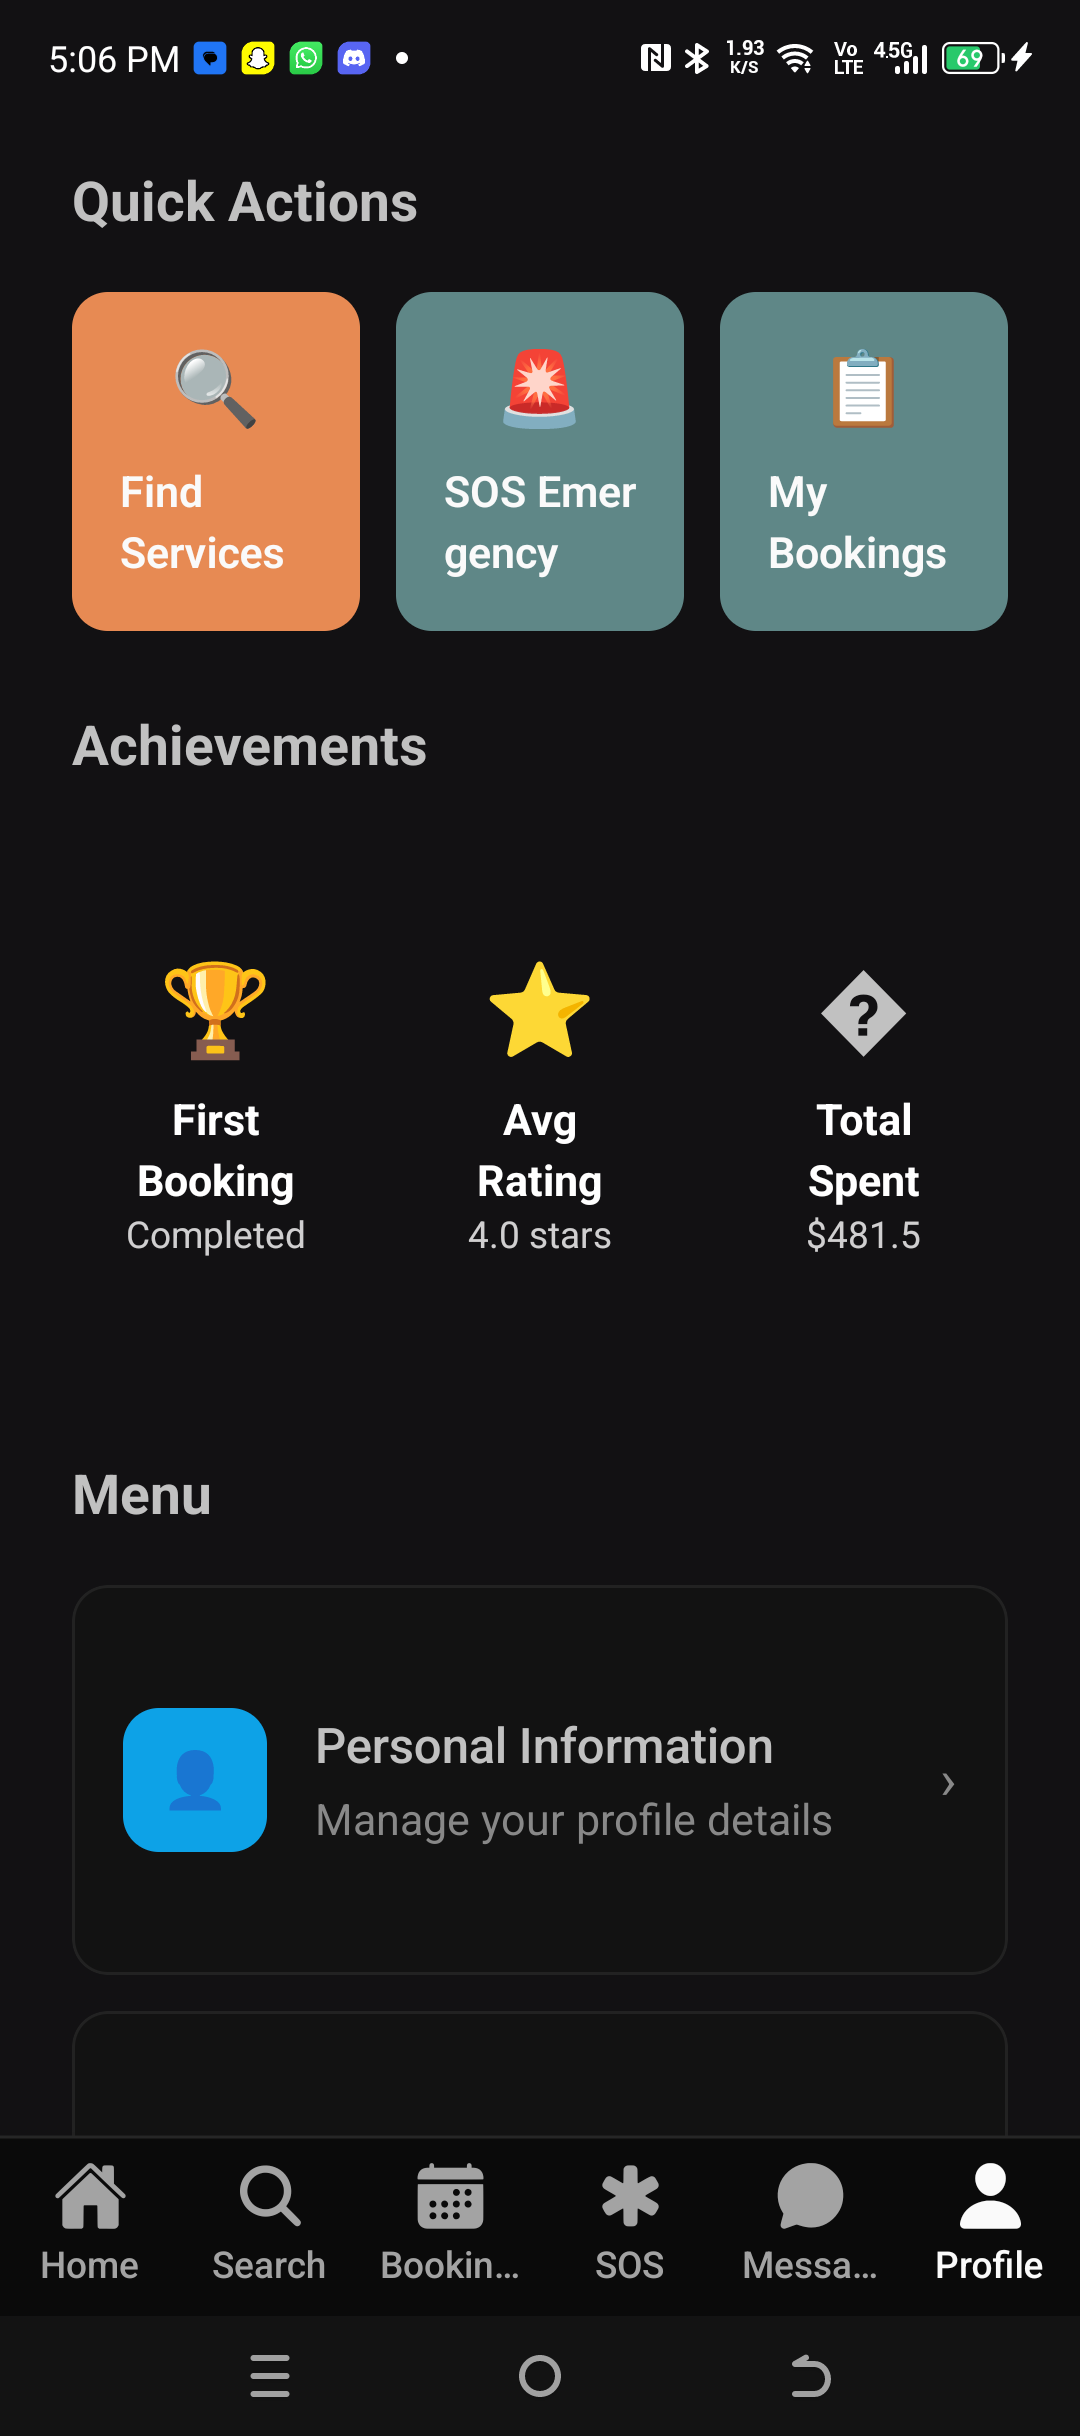 5:06 PM
1.93
K/S
Vo
LTE
4.5G
69
Quick Actions
Find
Services
SOS Emer
gency
My
Bookings
Achievements
First
Booking
Completed
Avg
Rating
4.0 stars
?
Total
Spent
$481.5
Menu
Personal Information
Manage your profile details
›
Home
Search
Bookin...
SOS
Messa...
Profile